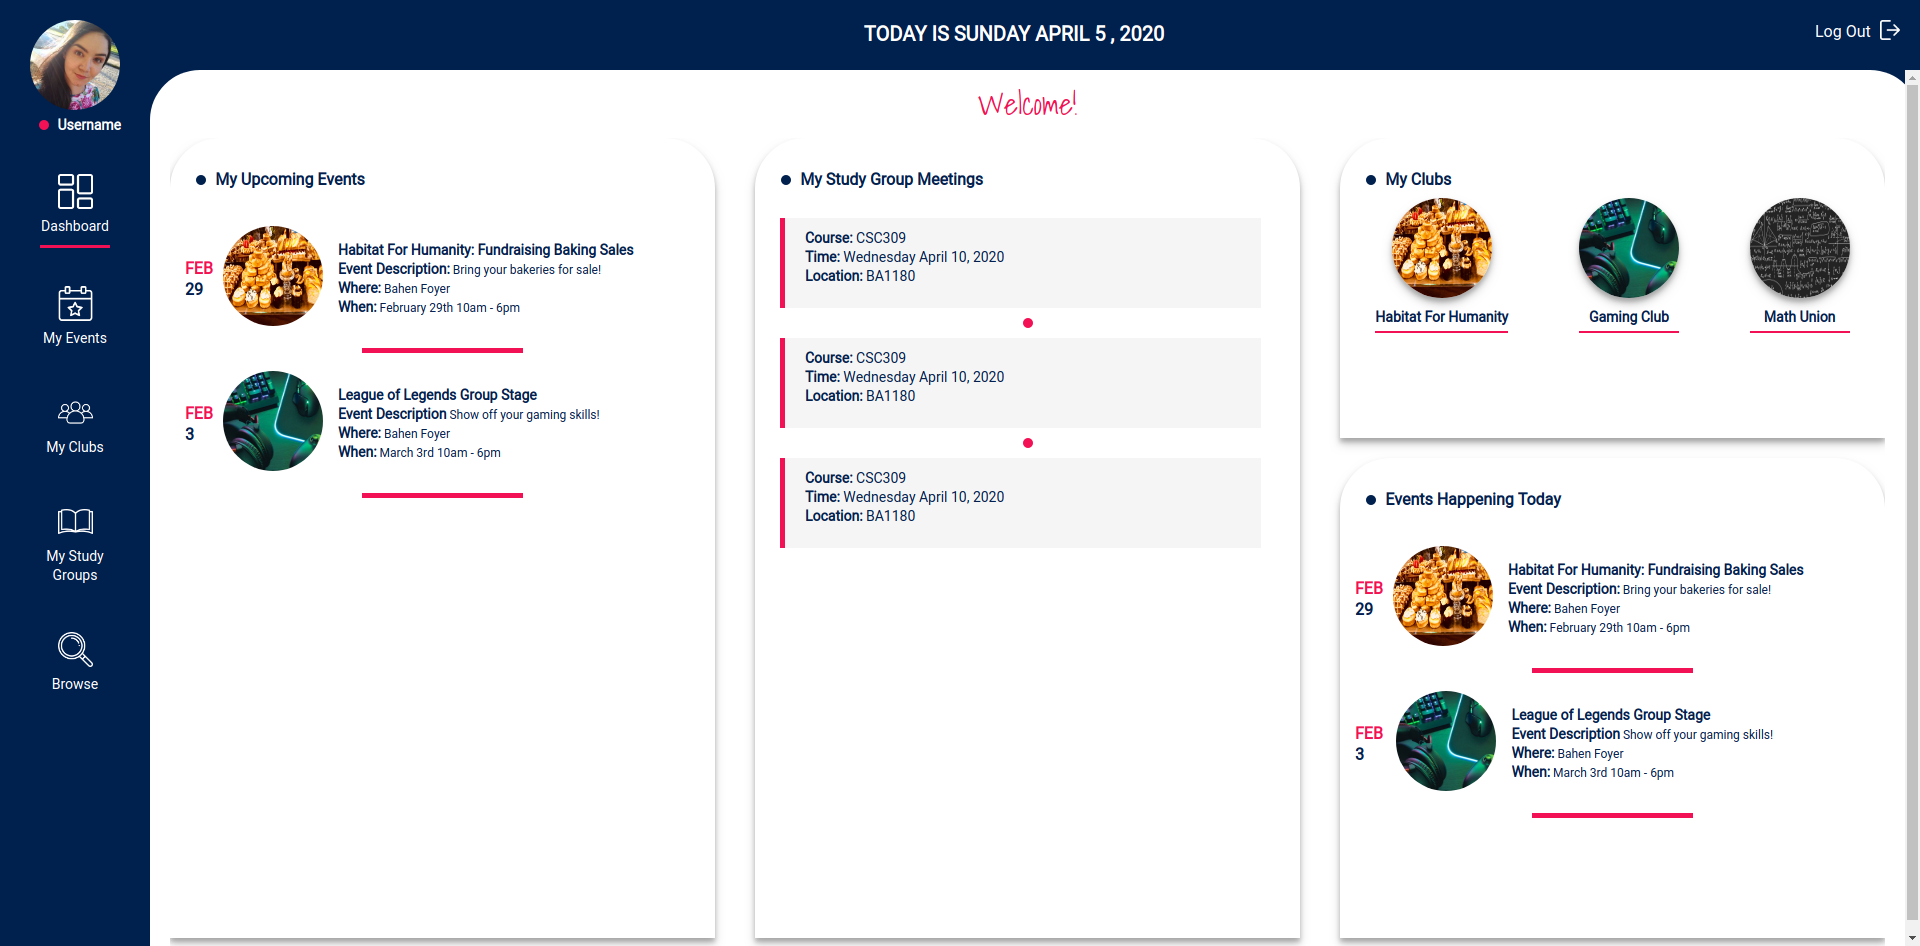 TODAY IS SUNDAY APRIL 5 , 2020
Log Out
Username
Dashboard
My Events
My Clubs
My Study
Groups
Browse
Welcome!
My Upcoming Events
FEB
29
Habitat For Humanity: Fundraising Baking Sales
Event Description: Bring your bakeries for sale!
Where: Bahen Foyer
When: February 29th 10am - 6pm
FEB
3
League of Legends Group Stage
Event Description Show off your gaming skills!
Where: Bahen Foyer
When: March 3rd 10am - 6pm
My Study Group Meetings
Course: CSC309
Time: Wednesday April 10, 2020
Location: BA1180
Course: CSC309
Time: Wednesday April 10, 2020
Location: BA1180
Course: CSC309
Time: Wednesday April 10, 2020
Location: BA1180
My Clubs
Habitat For Humanity
Gaming Club
Math Union
Events Happening Today
FEB
29
Habitat For Humanity: Fundraising Baking Sales
Event Description: Bring your bakeries for sale!
Where: Bahen Foyer
When: February 29th 10am - 6pm
FEB
3
League of Legends Group Stage
Event Description Show off your gaming skills!
Where: Bahen Foyer
When: March 3rd 10am - 6pm